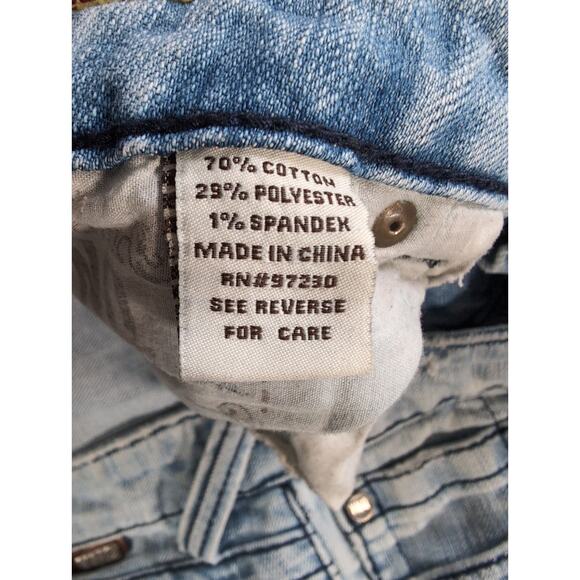 70% COTTON
29% POLYESTER
1% SPANDEX
MADE IN CHINA
RN#97230
SEE REVERSE
FOR CARE